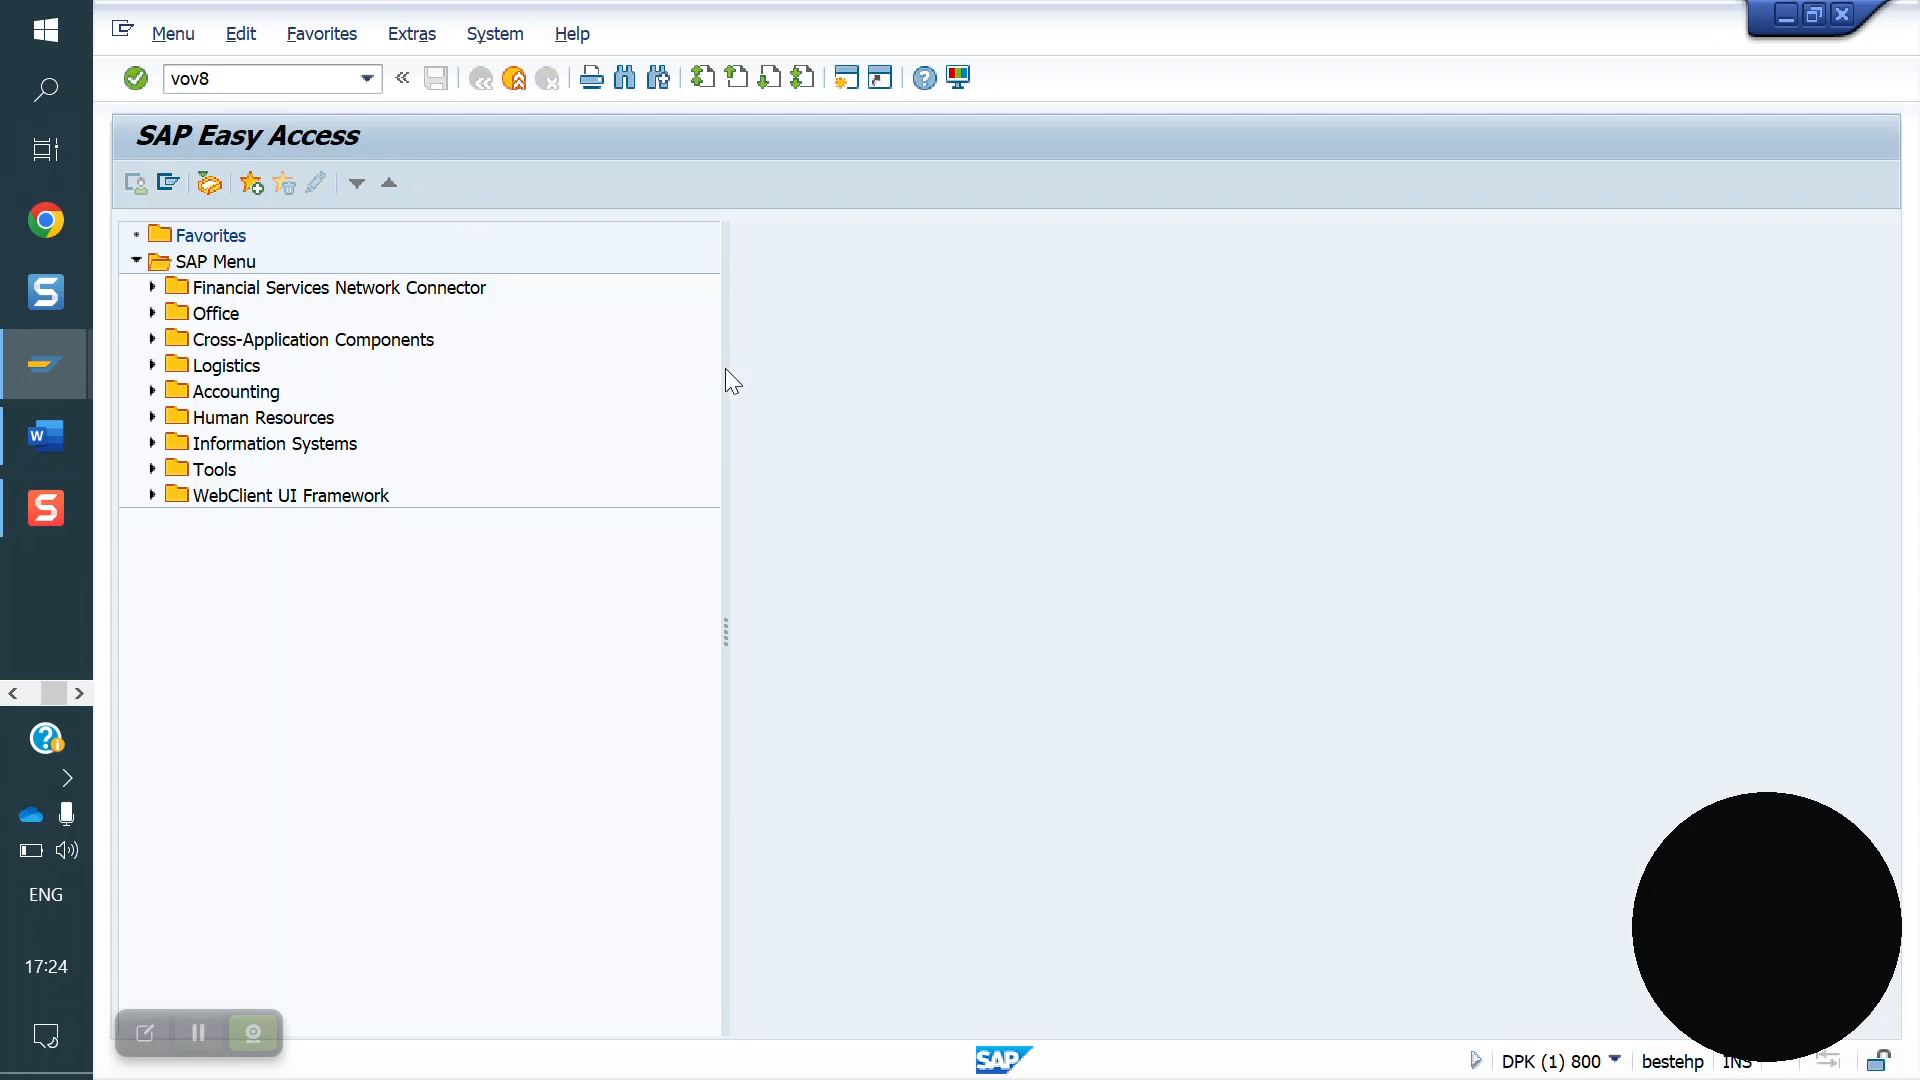 Menu Edit Favorites Extras System Help
vov8
SAP Easy Access
Favorites
SAP Menu
Financial Services Network Connector
Office
Cross-Application Components
Logistics
Accounting
Human Resources
Information Systems
Tools
WebClient UI Framework
ENG
17:24
SAP
DPK (1) 800 bestehp INS